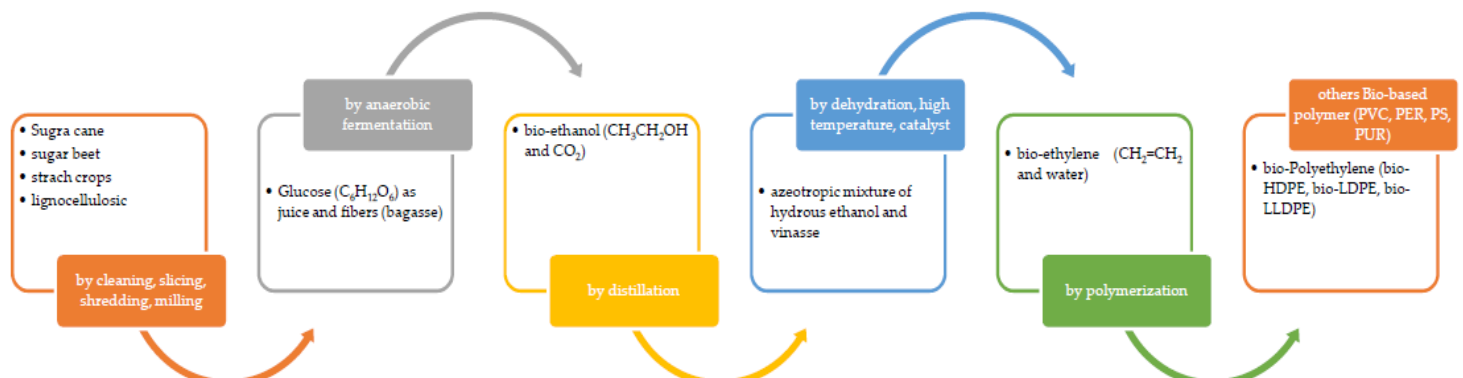 • Sugra cane
• sugar beet
• strach crops
• lignocellulosic
by cleaning, slicing,
shredding, milling
by anaerobic
fermentatiion
• Glucose (C₆H₁₂O₆) as
juice and fibers (bagasse)
• bio-ethanol (CH₃CH₂OH
and CO₂)
by distillation
by dehydration, high
temperature, catalyst
• azeotropic mixture of
hydrous ethanol and
vinasse
• bio-ethylene (CH₂=CH₂
and water)
by polymerization
others Bio-based
polymer (PVC, PER, PS,
PUR)
• bio-Polyethylene (bio-
HDPE, bio-LDPE, bio-
LLDPE)